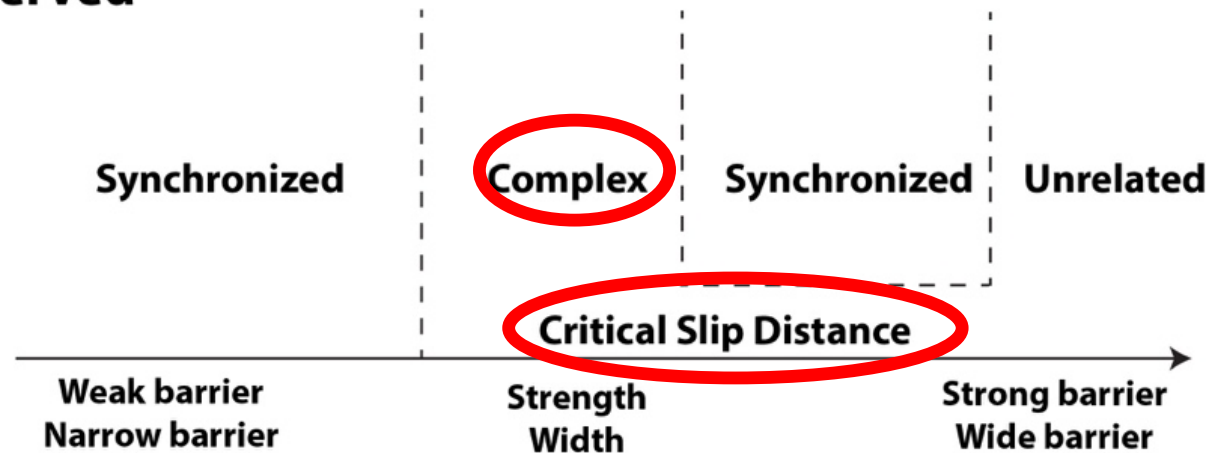 Synchronized
Complex
Synchronized
Unrelated
Critical Slip Distance
Weak barrier
Narrow barrier
Strength
Width
Strong barrier
Wide barrier